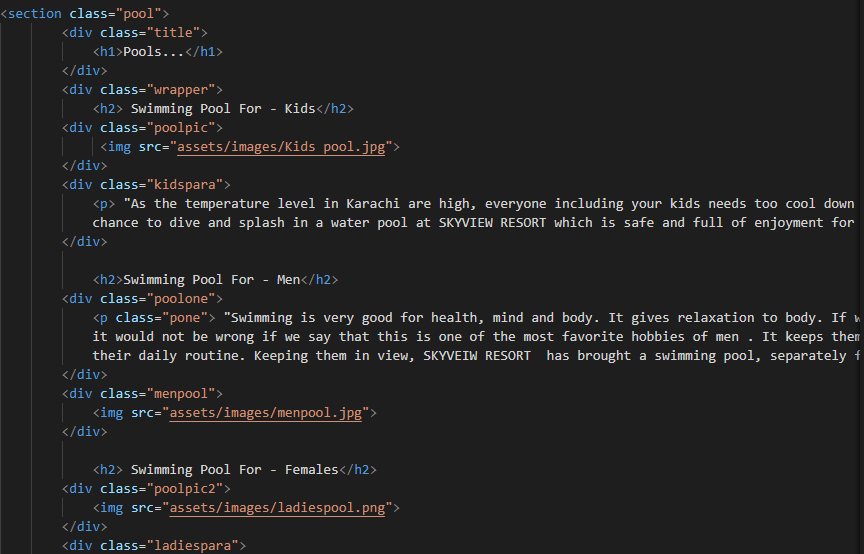 <section class="pool">
<div class="title">
<h1>Pools...</h1>
</div>
<div class="wrapper">
<h2> Swimming Pool For - Kids</h2>
<div class="poolpic">
<img src="assets/images/Kids pool.jpg">
</div>
<div class="kidspara">
<p> "As the temperature level in Karachi are high, everyone including your kids needs too cool down
chance to dive and splash in a water pool at SKYVIEW RESORT which is safe and full of enjoyment for
</div>
<h2>Swimming Pool For - Men</h2>
<div class="poolone">
<p class="pone"> "Swimming is very good for health, mind and body. It gives relaxation to body. If
it would not be wrong if we say that this is one of the most favorite hobbies of men . It keeps them
their daily routine. Keeping them in view, SKYVEIW RESORT  has brought a swimming pool, separately
</div>
<div class="menpool">
<img src="assets/images/menpool.jpg">
</div>
<h2> Swimming Pool For - Females</h2>
<div class="poolpic2">
<img src="assets/images/ladiespool.png">
</div>
<div class="ladiespara">